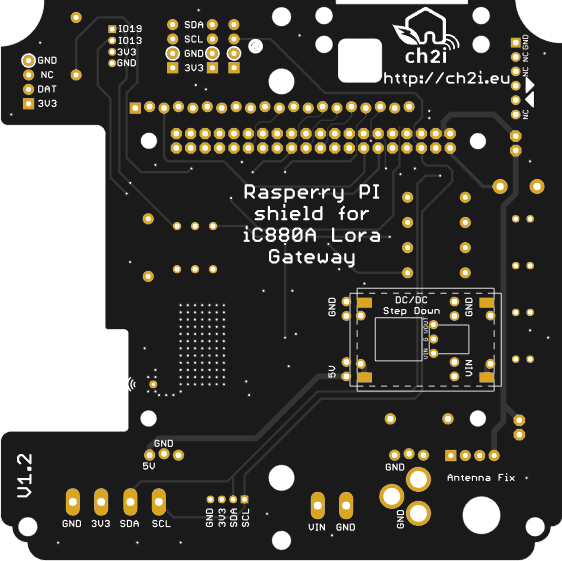 IO19
IO13
3V3
GND
SDA
SCL
GND
3V3
GND
NC
DAT
3V3
ch2i
http://ch2i.eu
GND
NC
NC
NC
Rasperry PI
shield for
iC880A Lora
Gateway
DC/DC
Step Down
GND
GND
VIN G VOUT
5V
VIN
GND
5V
GND
Antenna Fix
V1.2
GND
3V3
SDA
SCL
GND
3V3
SDA
SCL
VIN
GND
GND